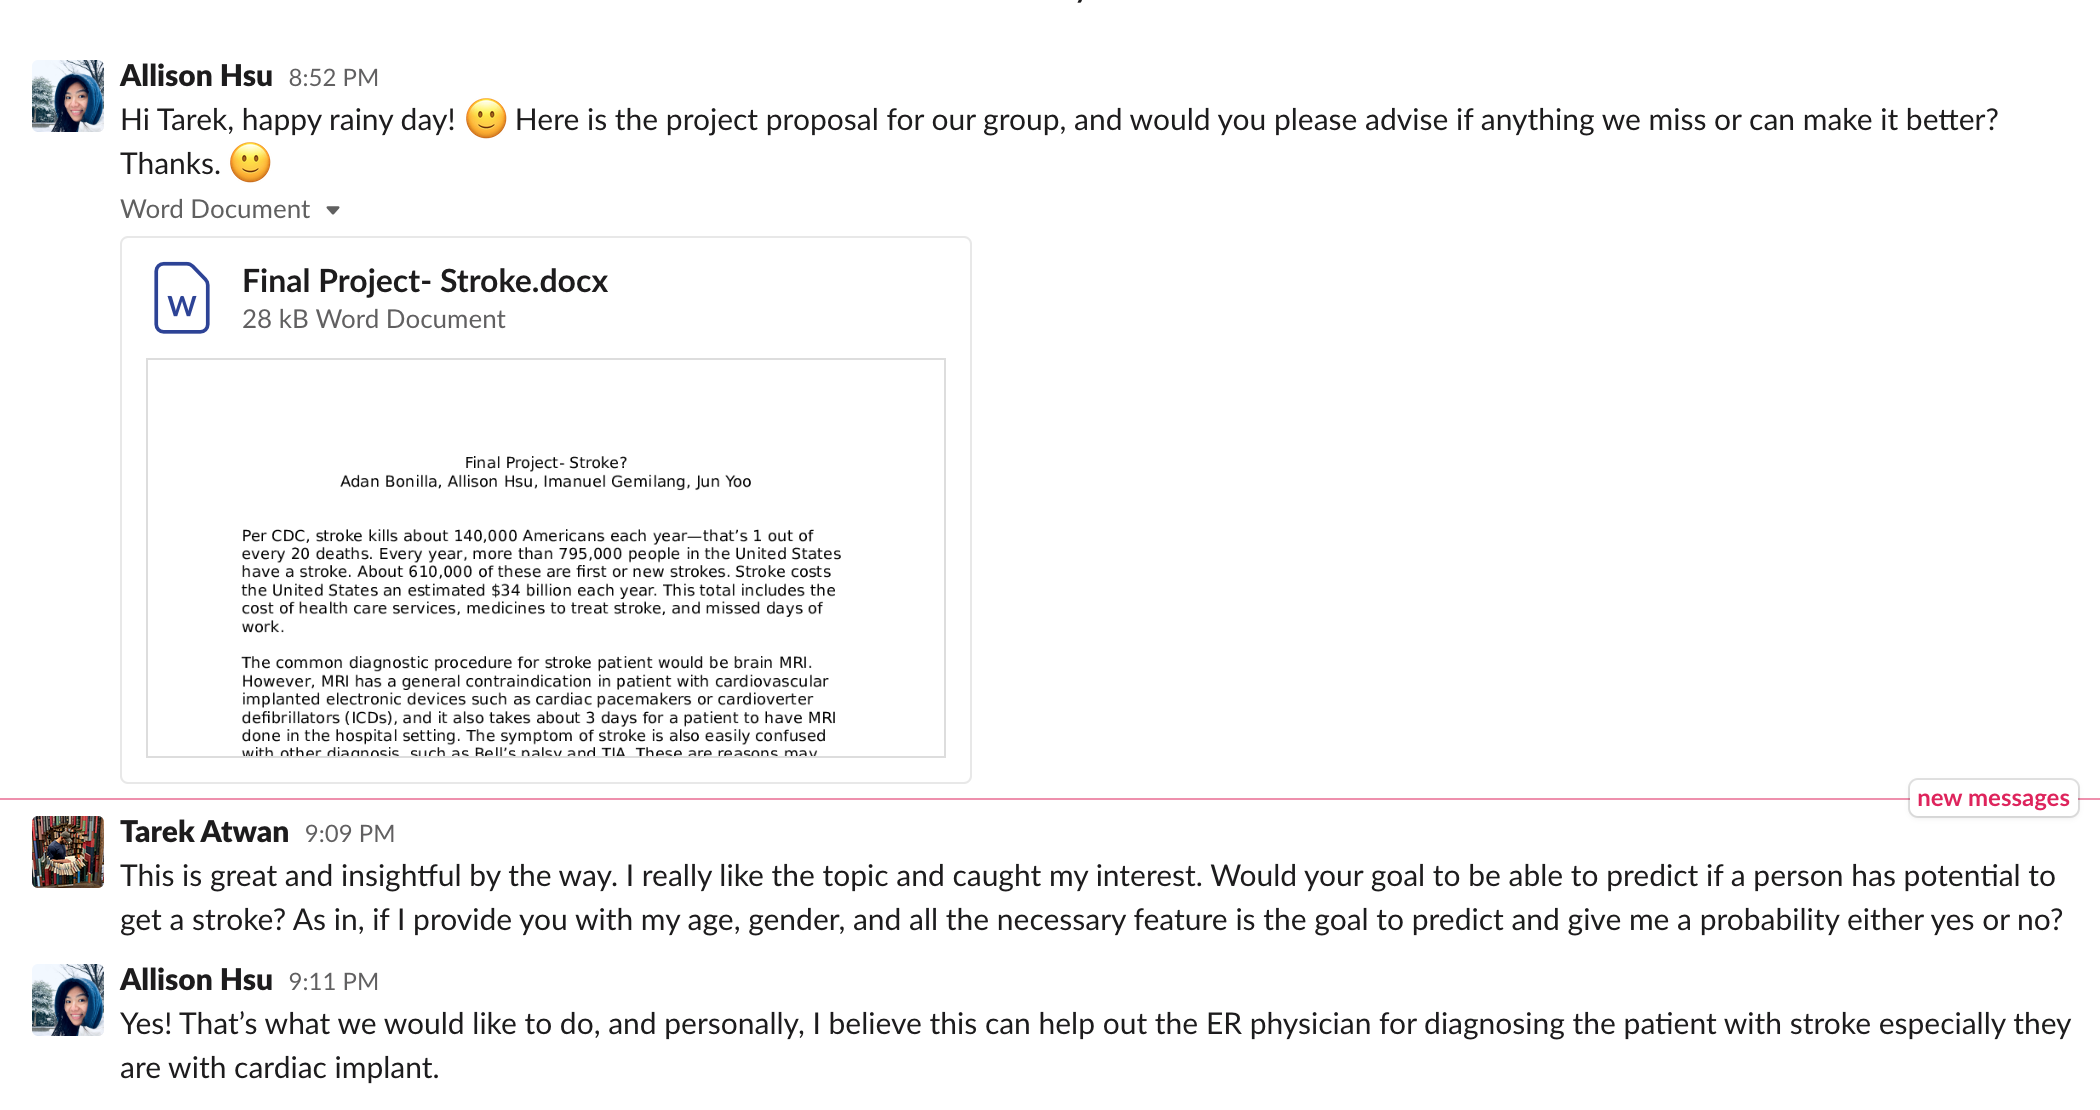 Allison Hsu 8:52 PM
Hi Tarek, happy rainy day! 🙂 Here is the project proposal for our group, and would you please advise if anything we miss or can make it better?
Thanks. 🙂
Word Document
W
Final Project- Stroke.docx
28 kB Word Document
Final Project- Stroke?
Adan Bonilla, Allison Hsu, Imanuel Gemilang, Jun Yoo
Per CDC, stroke kills about 140,000 Americans each year—that’s 1 out of
every 20 deaths. Every year, more than 795,000 people in the United States
have a stroke. About 610,000 of these are first or new strokes. Stroke costs
the United States an estimated $34 billion each year. This total includes the
cost of health care services, medicines to treat stroke, and missed days of
work.
The common diagnostic procedure for stroke patient would be brain MRI.
However, MRI has a general contraindication in patient with cardiovascular
implanted electronic devices such as cardiac pacemakers or cardioverter
defibrillators (ICDs), and it also takes about 3 days for a patient to have MRI
done in the hospital setting. The symptom of stroke is also easily confused
with other diagnosis, such as Bell’s palsy and TIA. These are reasons may
new messages
Tarek Atwan 9:09 PM
This is great and insightful by the way. I really like the topic and caught my interest. Would your goal to be able to predict if a person has potential to
get a stroke? As in, if I provide you with my age, gender, and all the necessary feature is the goal to predict and give me a probability either yes or no?
Allison Hsu 9:11 PM
Yes! That’s what we would like to do, and personally, I believe this can help out the ER physician for diagnosing the patient with stroke especially they
are with cardiac implant.